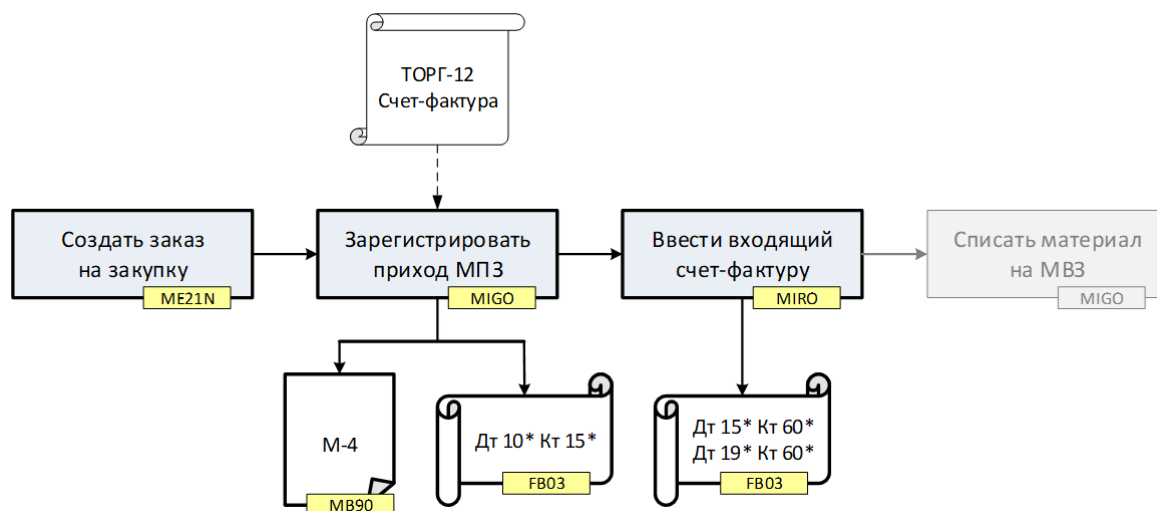 ТОРГ-12
Счет-фактура
Создать заказ
на закупку
ME21N
Зарегистрировать
приход МПЗ
MIGO
Ввести входящий
счет-фактуру
MIRO
Списать материал
на МВЗ
MIGO
М-4
MB90
Дт 10* Кт 15*
FB03
Дт 15* Кт 60*
Дт 19* Кт 60*
FB03